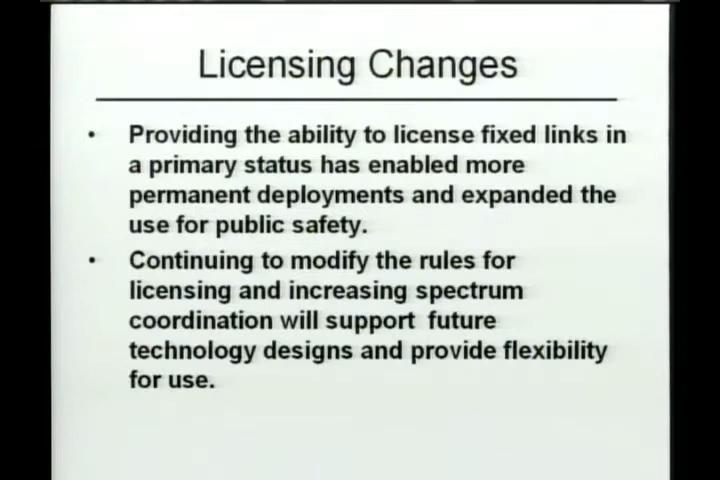 Licensing Changes
• Providing the ability to license fixed links in
a primary status has enabled more
permanent deployments and expanded the
use for public safety.
• Continuing to modify the rules for
licensing and increasing spectrum
coordination will support future
technology designs and provide flexibility
for use.